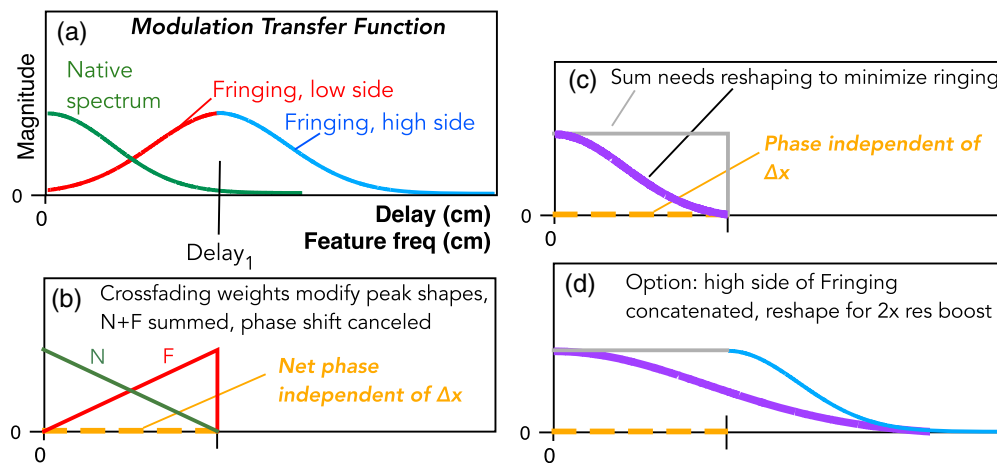 (a)
Modulation Transfer Function
Magnitude
Native
spectrum
Fringing, low side
Fringing, high side
0
0
Delay (cm)
Feature freq (cm)
Delay1
(b)
Crossfading weights modify peak shapes,
N+F summed, phase shift canceled
N
F
Net phase
independent of Δx
0
0
(c)
Sum needs reshaping to minimize ringing
Phase independent of
Δx
0
0
(d)
Option: high side of Fringing
concatenated, reshape for 2x res boost
0
0